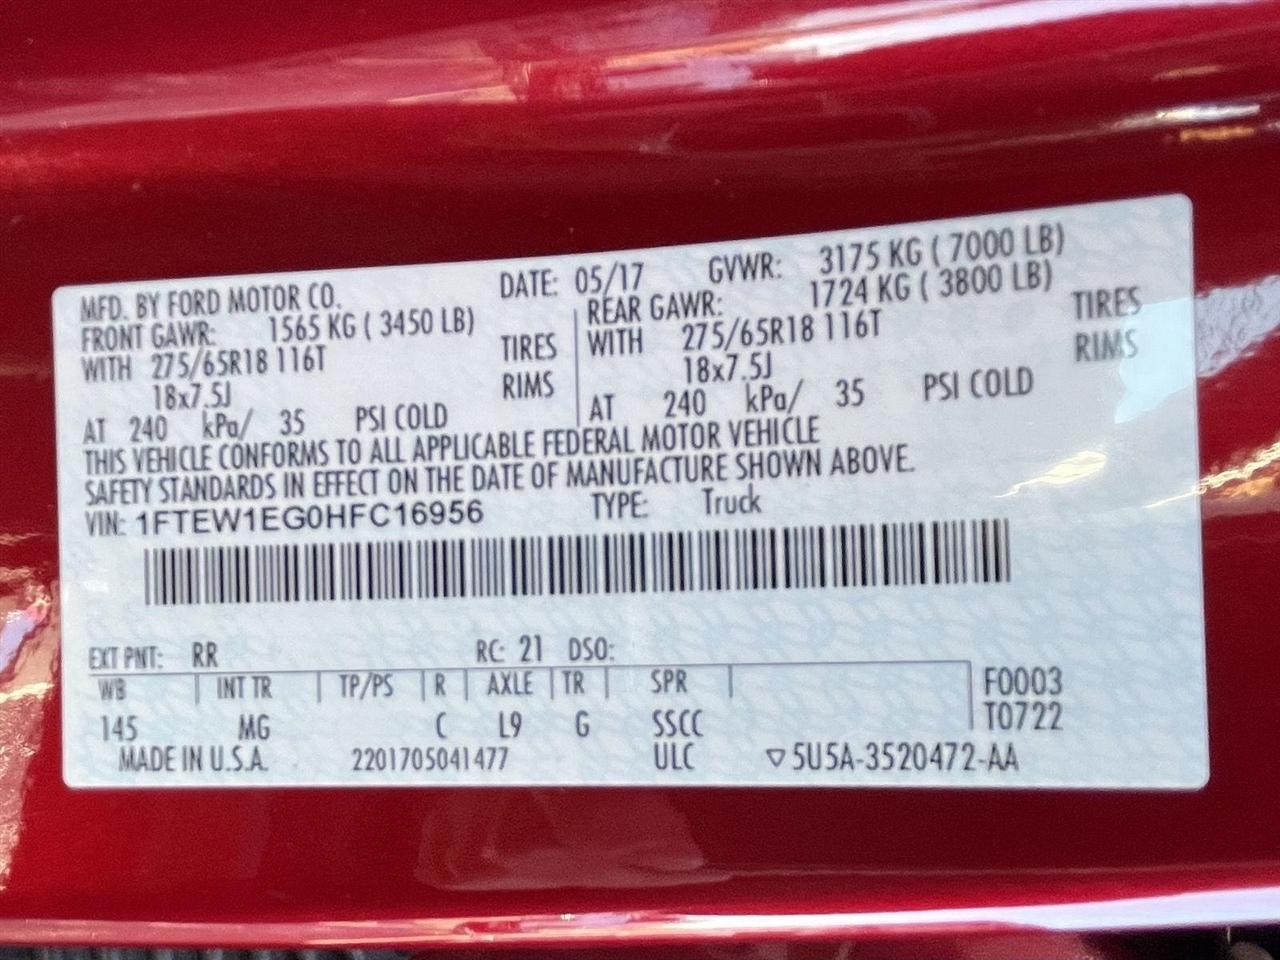 MFD. BY FORD MOTOR CO. DATE: 05/17 GVWR: 3175 KG ( 7000 LB)
FRONT GAWR: 1565 KG ( 3450 LB) REAR GAWR: 1724 KG ( 3800 LB)
WITH 275/65R18 116T TIRES WITH 275/65R18 116T TIRES
18x7.5J RIMS 18x7.5J RIMS
AT 240 kPa/ 35 PSI COLD AT 240 kPa/ 35 PSI COLD
THIS VEHICLE CONFORMS TO ALL APPLICABLE FEDERAL MOTOR VEHICLE
SAFETY STANDARDS IN EFFECT ON THE DATE OF MANUFACTURE SHOWN ABOVE.
VIN: 1FTEW1EG0HFC16956 TYPE: Truck
EXT PNT: RR RC: 21 DSO:
WB INT TR TP/PS R AXLE TR SPR F0003
145 MG C L9 G SSCC T0722
MADE IN U.S.A. 2201705041477 ULC ▽5U5A-3520472-AA